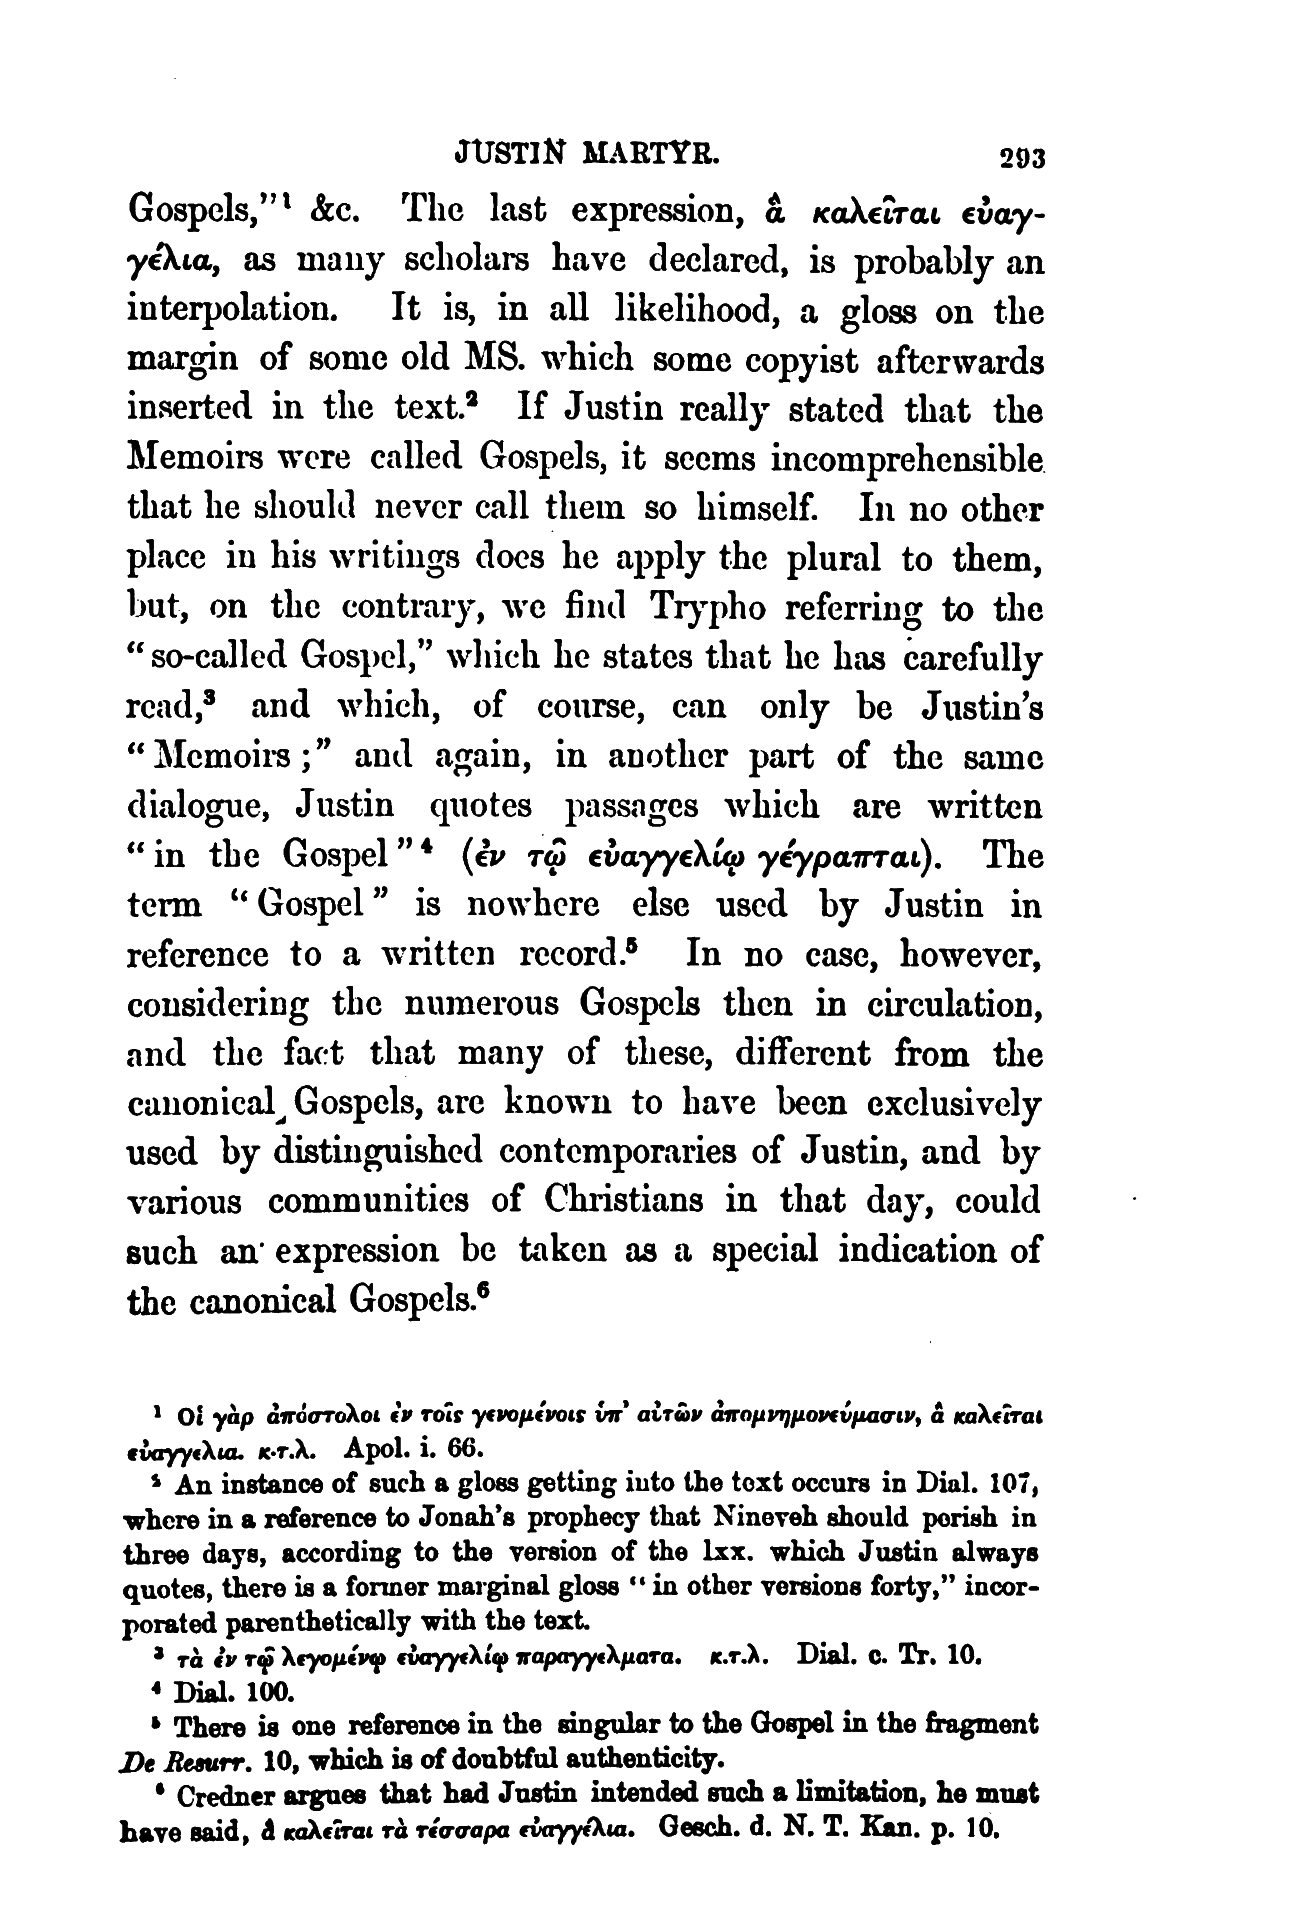 JUSTIN MARTYR. 293
Gospels,"¹ &c. The last expression, ἃ καλεῖται εὐαγ-
γέλια, as many scholars have declared, is probably an
interpolation. It is, in all likelihood, a gloss on the
margin of some old MS. which some copyist afterwards
inserted in the text.² If Justin really stated that the
Memoirs were called Gospels, it seems incomprehensible
that he should never call them so himself. In no other
place in his writings does he apply the plural to them,
but, on the contrary, we find Trypho referring to the
"so-called Gospel," which he states that he has carefully
read,³ and which, of course, can only be Justin's
"Memoirs;" and again, in another part of the same
dialogue, Justin quotes passages which are written
"in the Gospel"⁴ (ἐν τῷ εὐαγγελίῳ γέγραπται). The
term "Gospel" is nowhere else used by Justin in
reference to a written record.⁵ In no case, however,
considering the numerous Gospels then in circulation,
and the fact that many of these, different from the
canonical Gospels, are known to have been exclusively
used by distinguished contemporaries of Justin, and by
various communities of Christians in that day, could
such an expression be taken as a special indication of
the canonical Gospels.⁶
¹ Οἱ γὰρ ἀπόστολοι ἐν τοῖς γενομένοις ὑπ' αὐτῶν ἀπομνημονεύμασιν, ἃ καλεῖται
εὐαγγελια. κ.τ.λ. Apol. i. 66.
² An instance of such a gloss getting into the text occurs in Dial. 107,
where in a reference to Jonah's prophecy that Nineveh should perish in
three days, according to the version of the lxx. which Justin always
quotes, there is a former marginal gloss "in other versions forty," incor-
porated parenthetically with the text.
³ τὰ ἐν τῷ λεγομένῳ εὐαγγελίῳ παραγγελματα. κ.τ.λ. Dial. c. Tr. 10.
⁴ Dial. 100.
⁵ There is one reference in the singular to the Gospel in the fragment
De Resurr. 10, which is of doubtful authenticity.
⁶ Credner argues that had Justin intended such a limitation, he must
have said, ἃ καλεῖται τὰ τέσσαρα εὐαγγέλια. Gesch. d. N. T. Kan. p. 10.